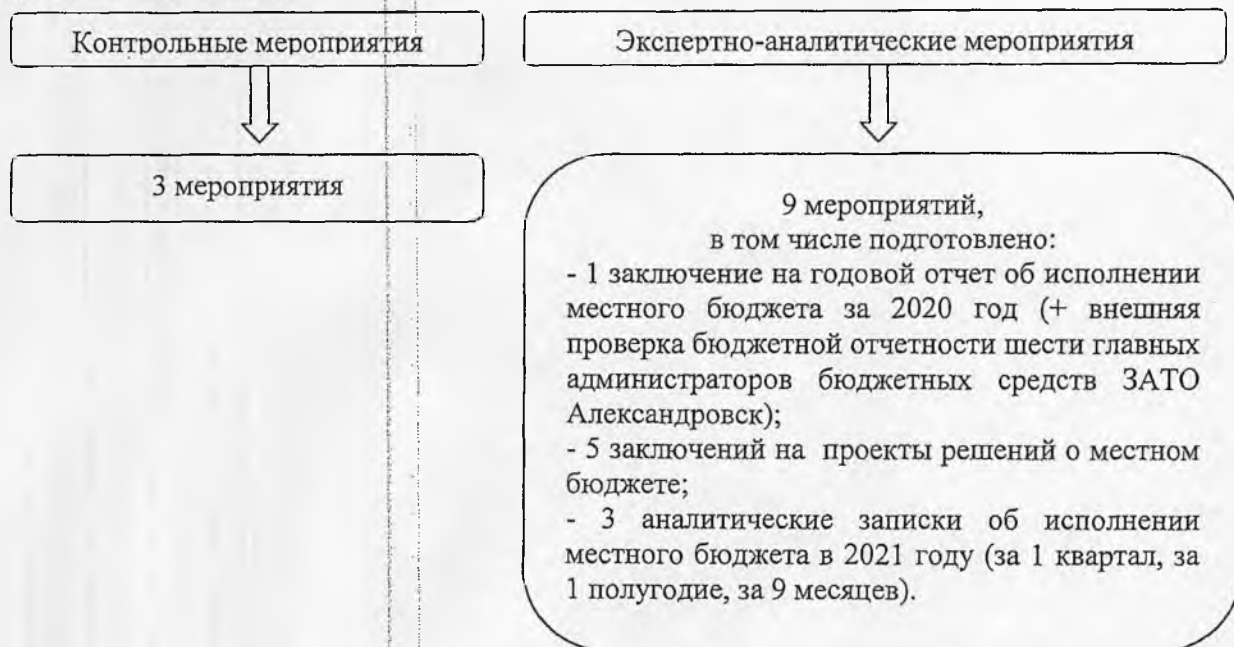 Контрольные мероприятия
3 мероприятия
Экспертно-аналитические мероприятия
9 мероприятий,
в том числе подготовлено:
- 1 заключение на годовой отчет об исполнении
местного бюджета за 2020 год (+ внешняя
проверка бюджетной отчетности шести главных
администраторов бюджетных средств ЗАТО
Александровск);
- 5 заключений на проекты решений о местном
бюджете;
- 3 аналитические записки об исполнении
местного бюджета в 2021 году (за 1 квартал, за
1 полугодие, за 9 месяцев).